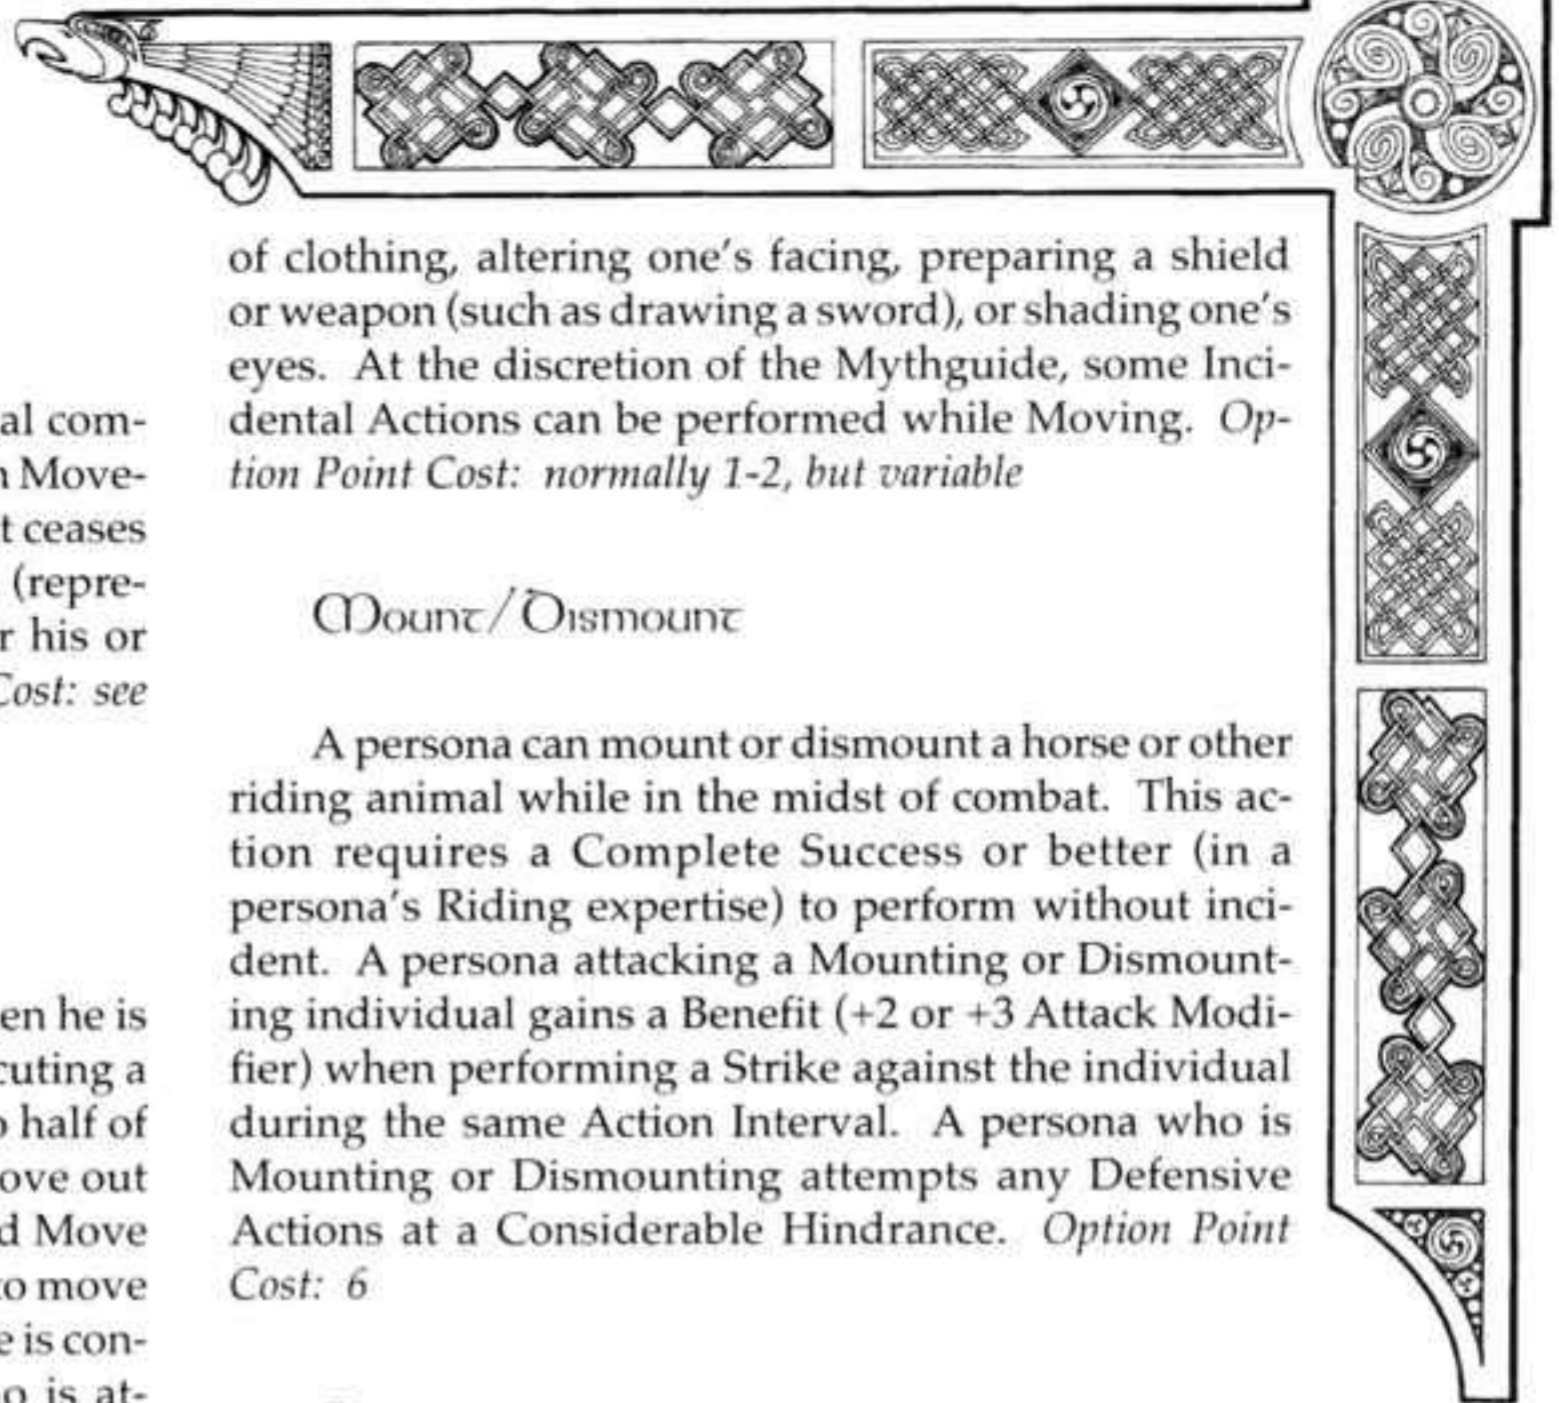 al com-
Move-
t ceases
(repre-
r his or
Cost: see
en he is
cuting a
half of
ove out
d Move
to move
e is con-
is at-
of clothing, altering one's facing, preparing a shield
or weapon (such as drawing a sword), or shading one's
eyes. At the discretion of the Mythguide, some Inci-
dental Actions can be performed while Moving. Op-
tion Point Cost: normally 1-2, but variable
Mount/Dismount
A persona can mount or dismount a horse or other
riding animal while in the midst of combat. This ac-
tion requires a Complete Success or better (in a
persona's Riding expertise) to perform without inci-
dent. A persona attacking a Mounting or Dismount-
ing individual gains a Benefit (+2 or +3 Attack Modi-
fier) when performing a Strike against the individual
during the same Action Interval. A persona who is
Mounting or Dismounting attempts any Defensive
Actions at a Considerable Hindrance. Option Point
Cost: 6